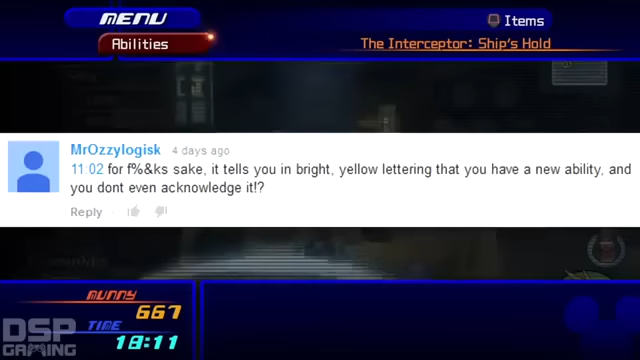 MENU
Items
Abilities
The Interceptor: Ship's Hold
MrOzzylogisk 4 days ago
11:02 for f%&ks sake, it tells you in bright, yellow lettering that you have a new ability, and
you dont even acknowledge it!?
Reply
MUNNY
667
TIME
18:11
DSP
GAMING